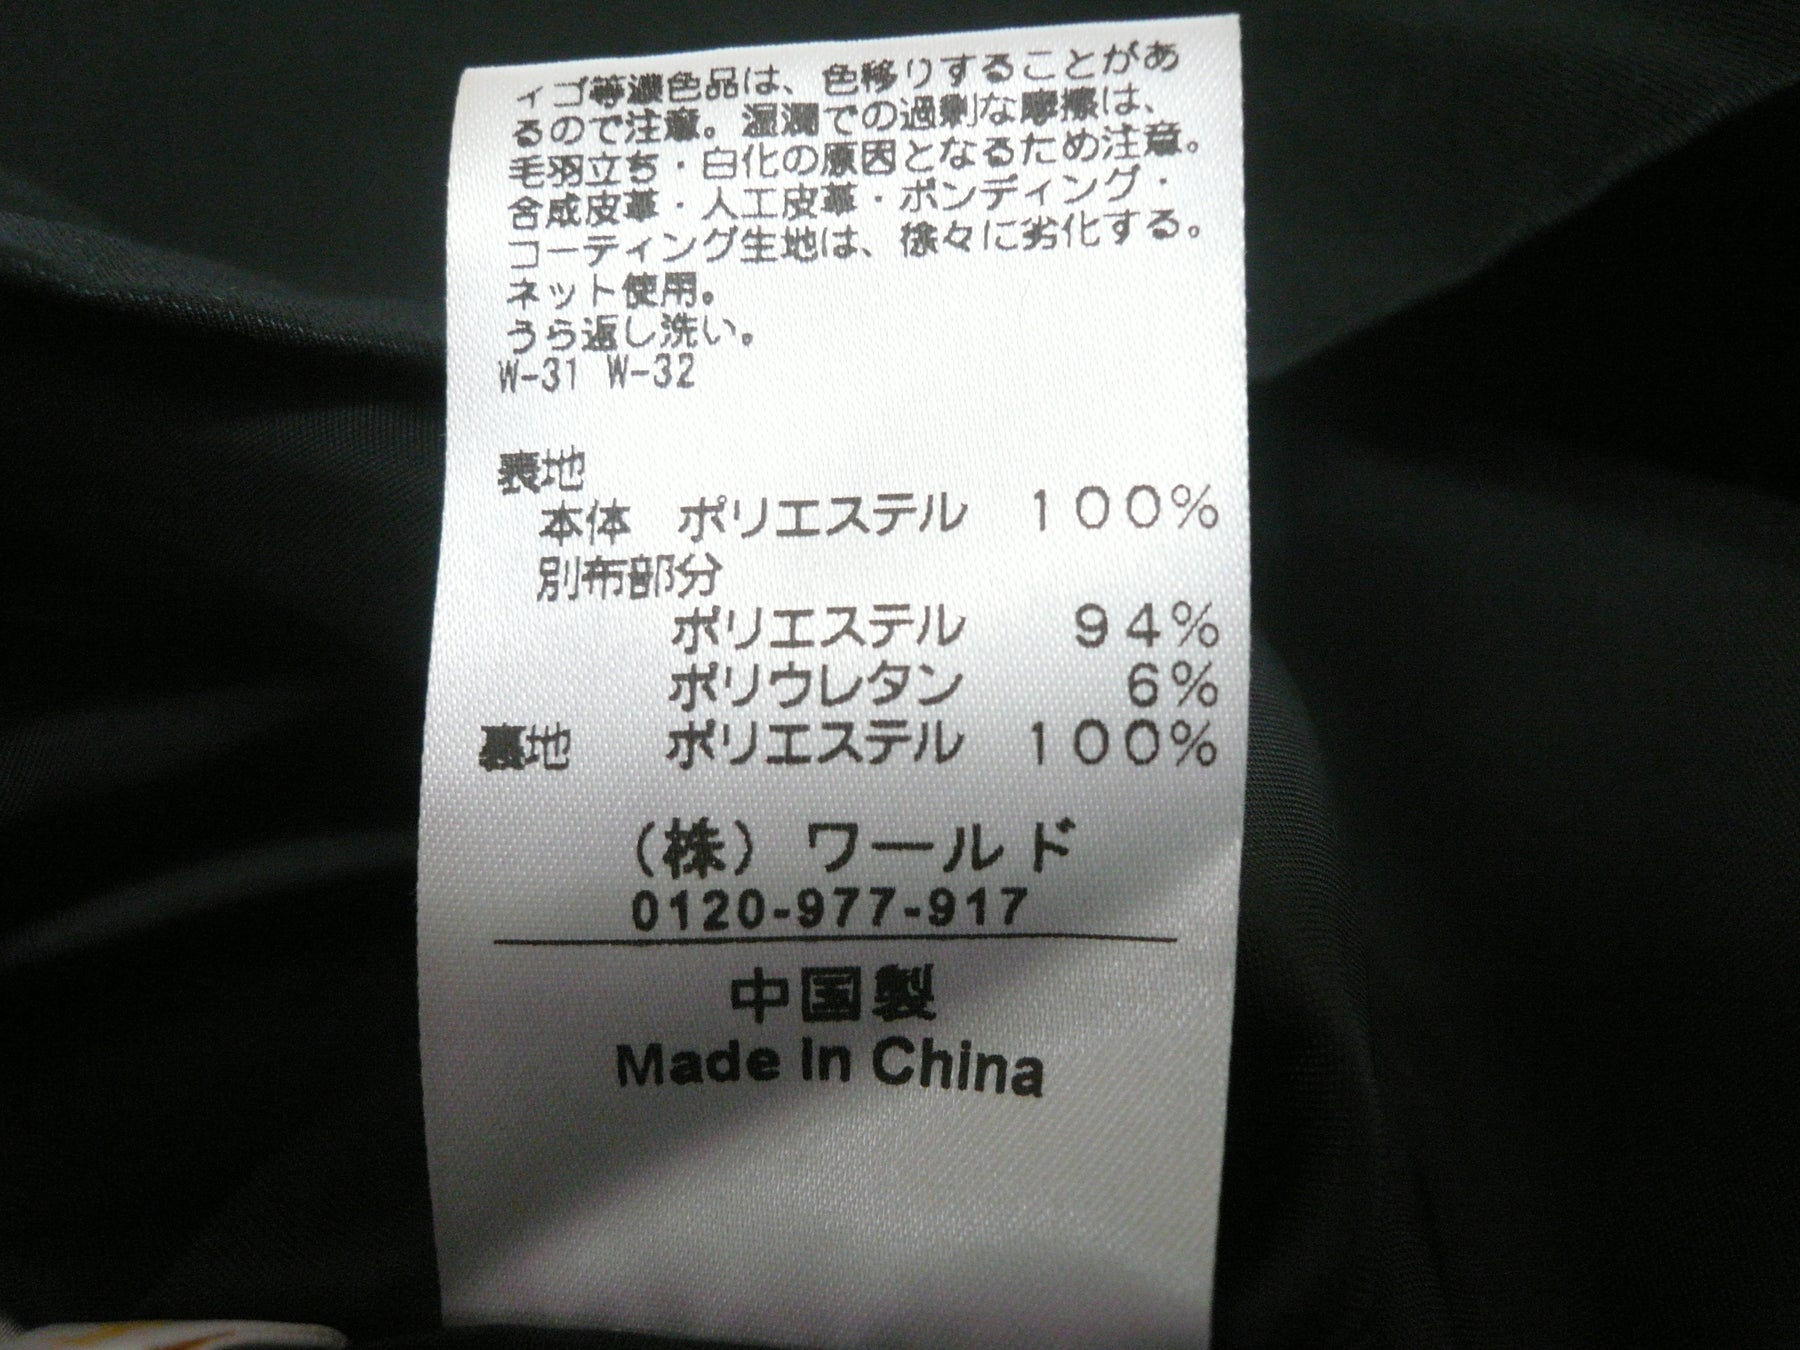 ィゴ等濃色品は、色移りすることがあ
るので注意。湿潤での過剰な摩擦は、
毛羽立ち・白化の原因となるため注意。
合成皮革・人工皮革・ボンディング・
コーティング生地は、徐々に劣化する。
ネット使用。
うら返し洗い。
W-31 W-32
表地
本体 ポリエステル 100%
別布部分
ポリエステル 94%
ポリウレタン 6%
裏地 ポリエステル 100%
(株) ワールド
0120-977-917
中国製
Made In China